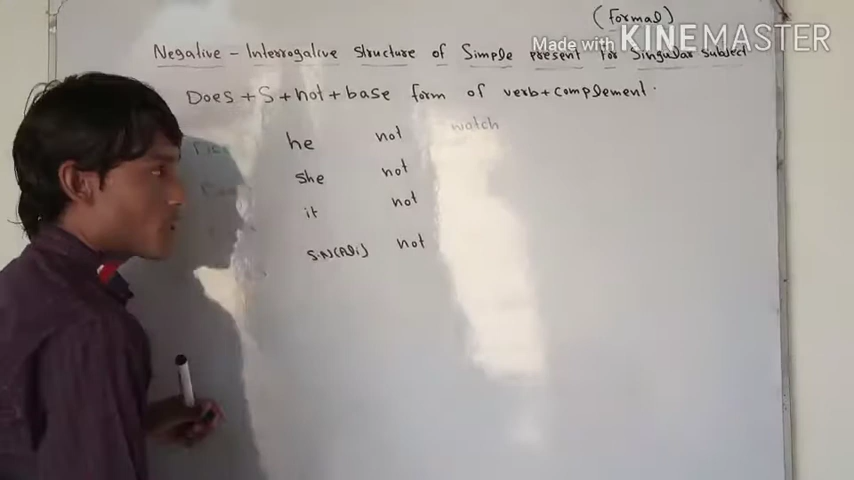 (formal)
Made with KINEMASTER
Negative - Interrogative structure of Simple present for Singular subject
Does + S + not + base form of verb + complement.
he not watch
she not
it not
S.N(Ali) not